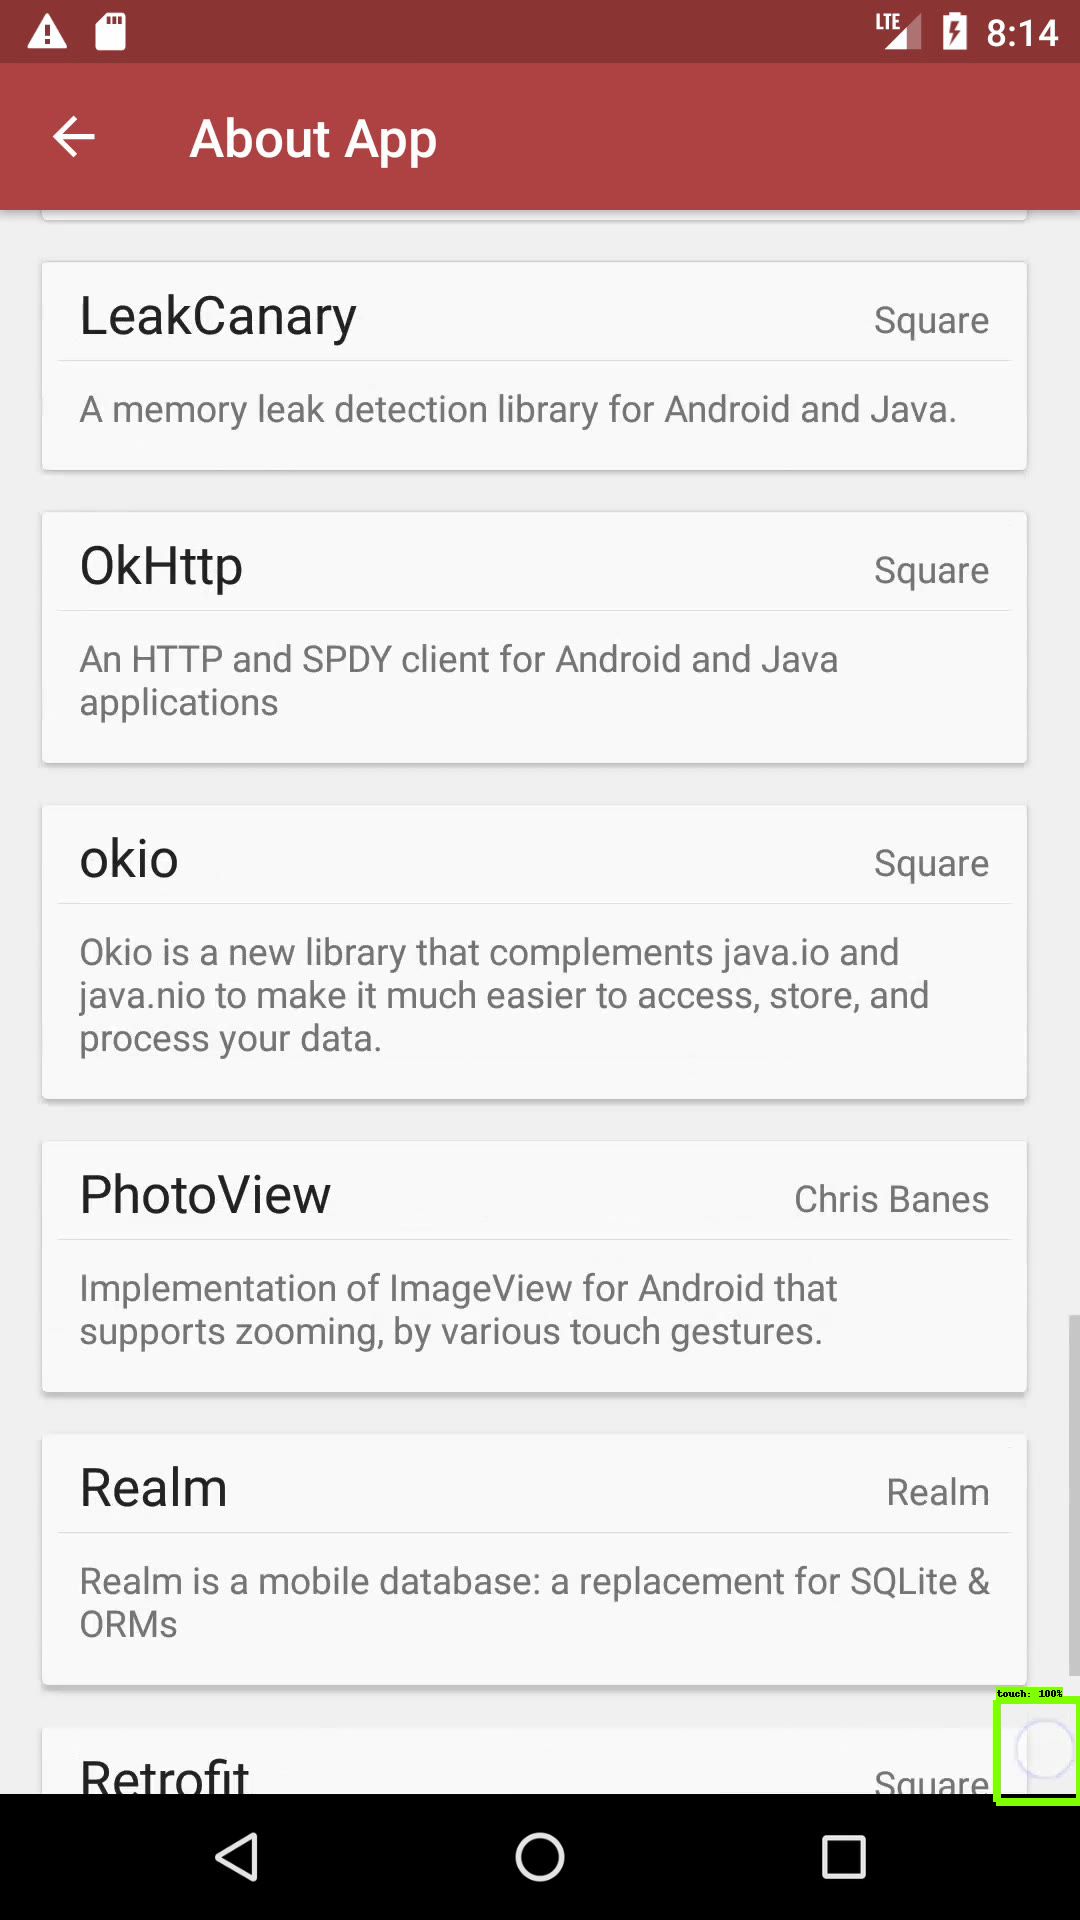 LTE 8:14
About App
LeakCanary Square
A memory leak detection library for Android and Java.
OkHttp Square
An HTTP and SPDY client for Android and Java
applications
okio Square
Okio is a new library that complements java.io and
java.nio to make it much easier to access, store, and
process your data.
PhotoView Chris Banes
Implementation of ImageView for Android that
supports zooming, by various touch gestures.
Realm Realm
Realm is a mobile database: a replacement for SQLite &
ORMs
touch: 100%
Retrofit Square